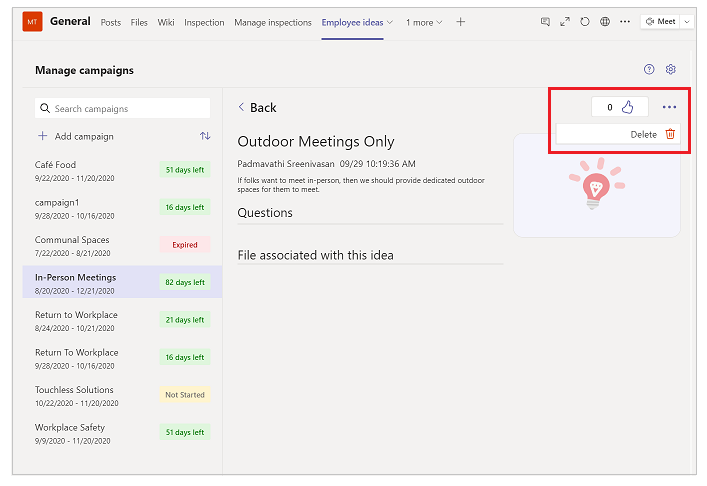 MT General Posts Files Wiki Inspection Manage inspections Employee ideas 1 more Meet
Manage campaigns
Search campaigns
Add campaign
Café Food
9/22/2020 - 11/20/2020
51 days left
campaign1
9/28/2020 - 10/16/2020
16 days left
Communal Spaces
7/22/2020 - 8/21/2020
Expired
In-Person Meetings
8/20/2020 - 12/21/2020
82 days left
Return to Workplace
8/24/2020 - 10/21/2020
21 days left
Return To Workplace
9/28/2020 - 10/16/2020
16 days left
Touchless Solutions
10/22/2020 - 11/20/2020
Not Started
Workplace Safety
9/9/2020 - 11/20/2020
51 days left
Back
0
Delete
Outdoor Meetings Only
Padmavathi Sreenivasan 09/29 10:19:36 AM
If folks want to meet in-person, then we should provide dedicated outdoor
spaces for them to meet.
Questions
File associated with this idea